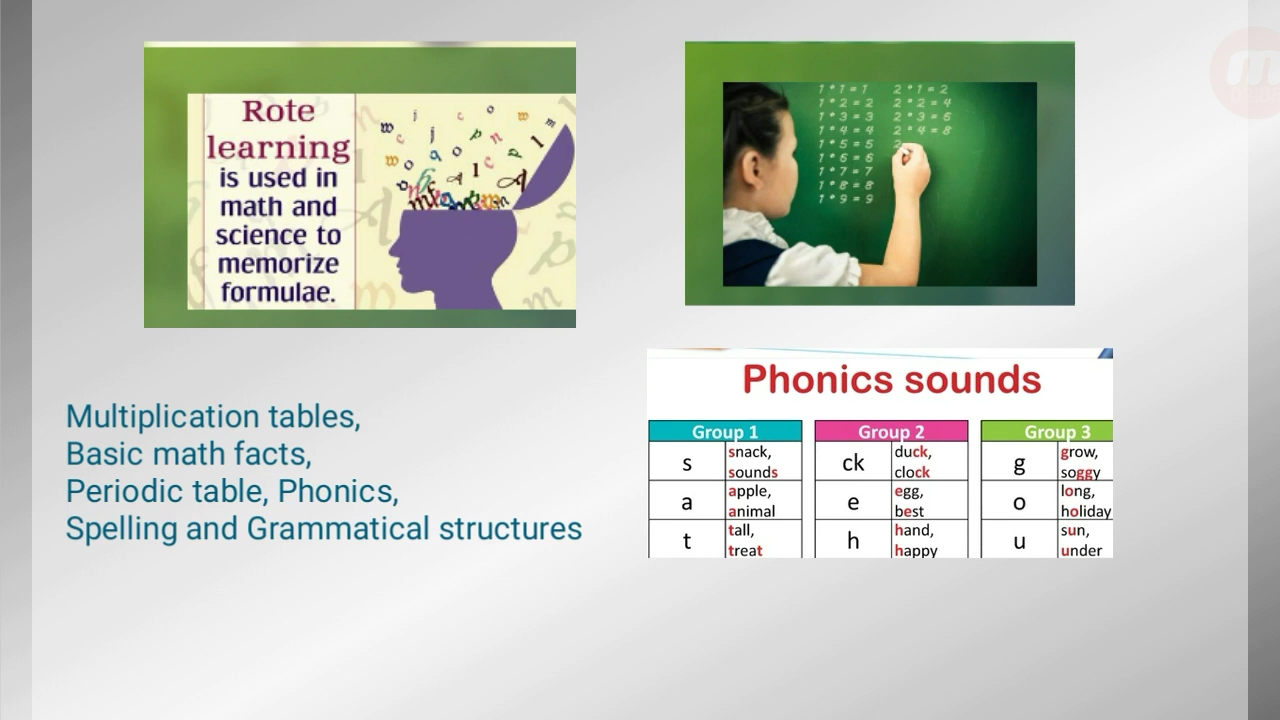 Rote
learning
is used in
math and
science to
memorize
formulae.
1 * 1 = 1
1 * 2 = 2
1 * 3 = 3
1 * 4 = 4
1 * 5 = 5
1 * 6 = 6
1 * 7 = 7
1 * 8 = 8
1 * 9 = 9
2 * 1 = 2
2 * 2 = 4
2 * 3 = 6
2 * 4 = 8
2
Multiplication tables,
Basic math facts,
Periodic table, Phonics,
Spelling and Grammatical structures
Phonics sounds
Group 1
s
snack,
sounds
a
apple,
animal
t
tall,
treat
Group 2
ck
duck,
clock
e
egg,
best
h
hand,
happy
Group 3
g
grow,
soggy
o
long,
holiday
u
sun,
under